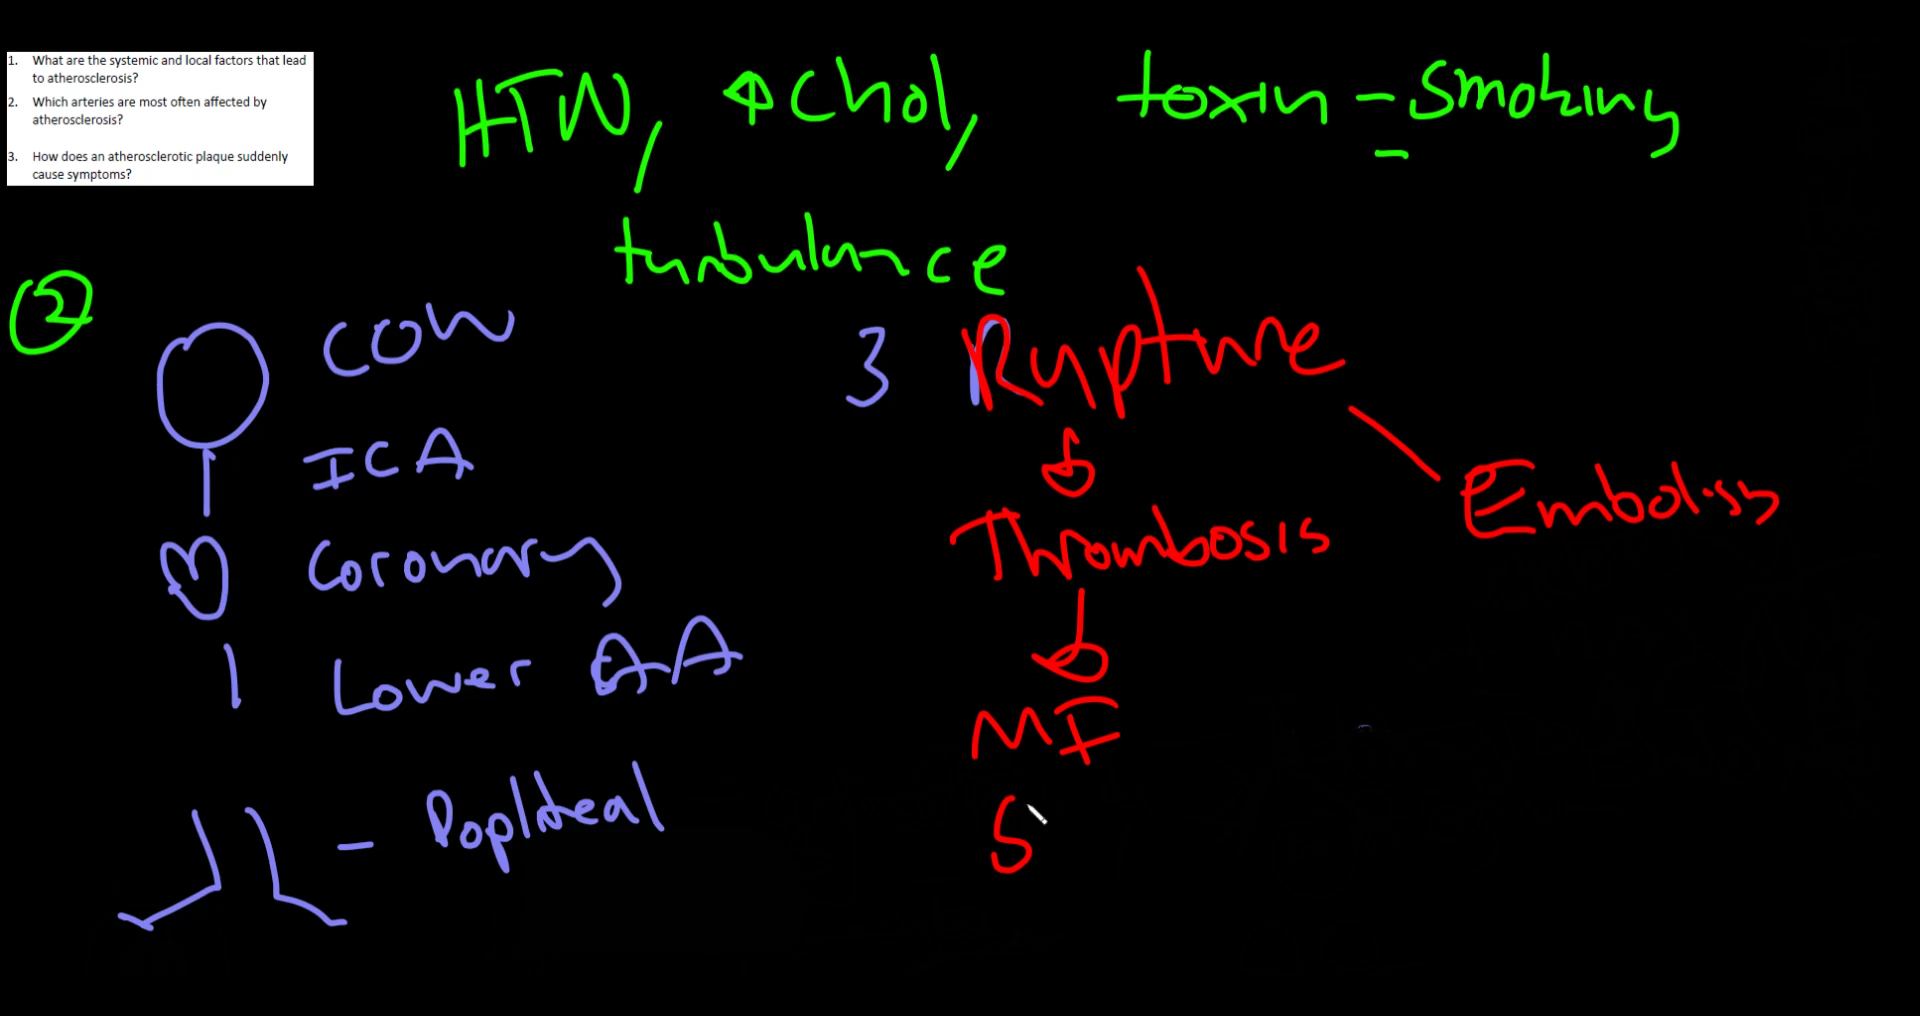 1. What are the systemic and local factors that lead
to atherosclerosis?
2. Which arteries are most often affected by
atherosclerosis?
3. How does an atherosclerotic plaque suddenly
cause symptoms?
HTN, ↑ Chol, toxin - smoking
turbulance
2
COW
ICA
Coronary
Lower AA
- Popliteal
3 Rupture
Thrombosis
MI
S